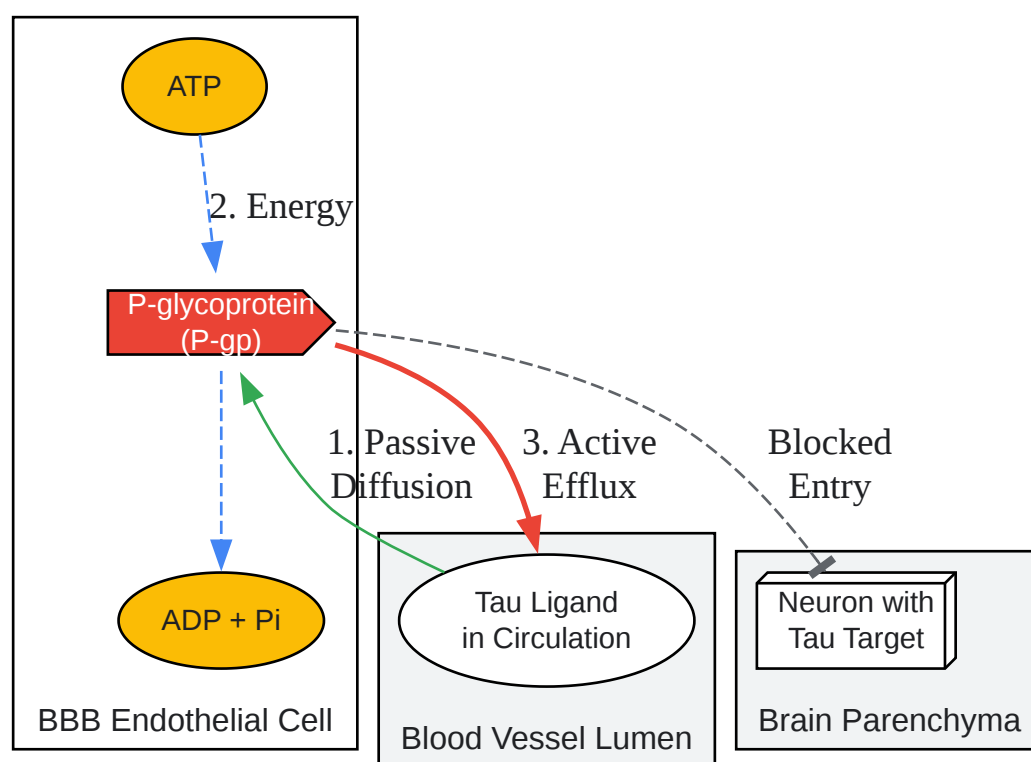 ATP
2. Energy
P-glycoprotein
(P-gp)
1. Passive
Diffusion
3. Active
Efflux
Blocked
Entry
ADP + Pi
Tau Ligand
in Circulation
Neuron with
Tau Target
BBB Endothelial Cell
Blood Vessel Lumen
Brain Parenchyma